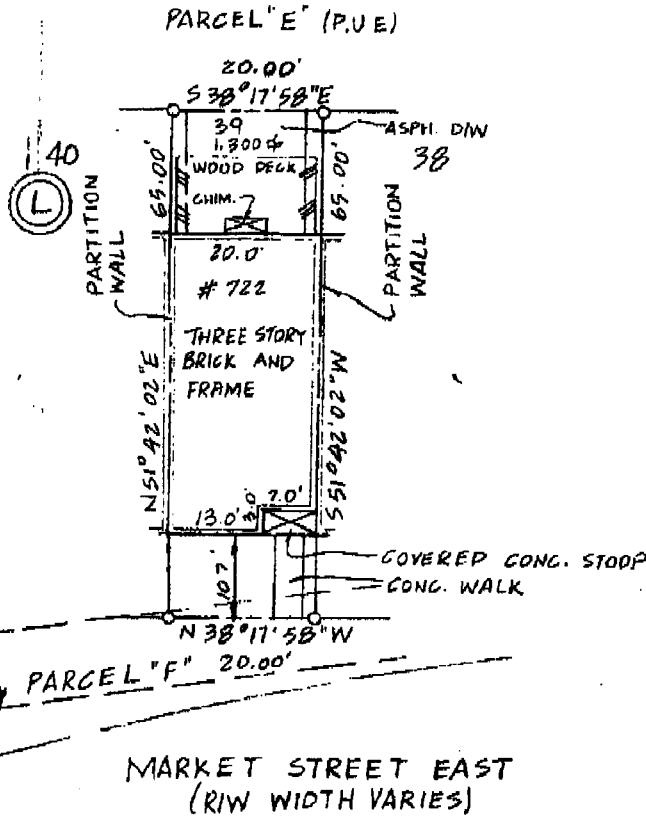 PARCEL "E" (P.U E)
20.00'
S 38°17'58"E
39
1,300 ⌽
ASPH. D/W
40
38
WOOD DECK
65.00'
65.00'
CHIM.
L
PARTITION
WALL
PARTITION
WALL
20.0'
# 722
THREE STORY
BRICK AND
FRAME
N 51°42'02"E
S 51°42'02"W
7.0'
3.0'
13.0'
COVERED CONC. STOOP
CONC. WALK
10.7'
N 38°17'58"W
20.00'
PARCEL "F"
MARKET STREET EAST
(R/W WIDTH VARIES)